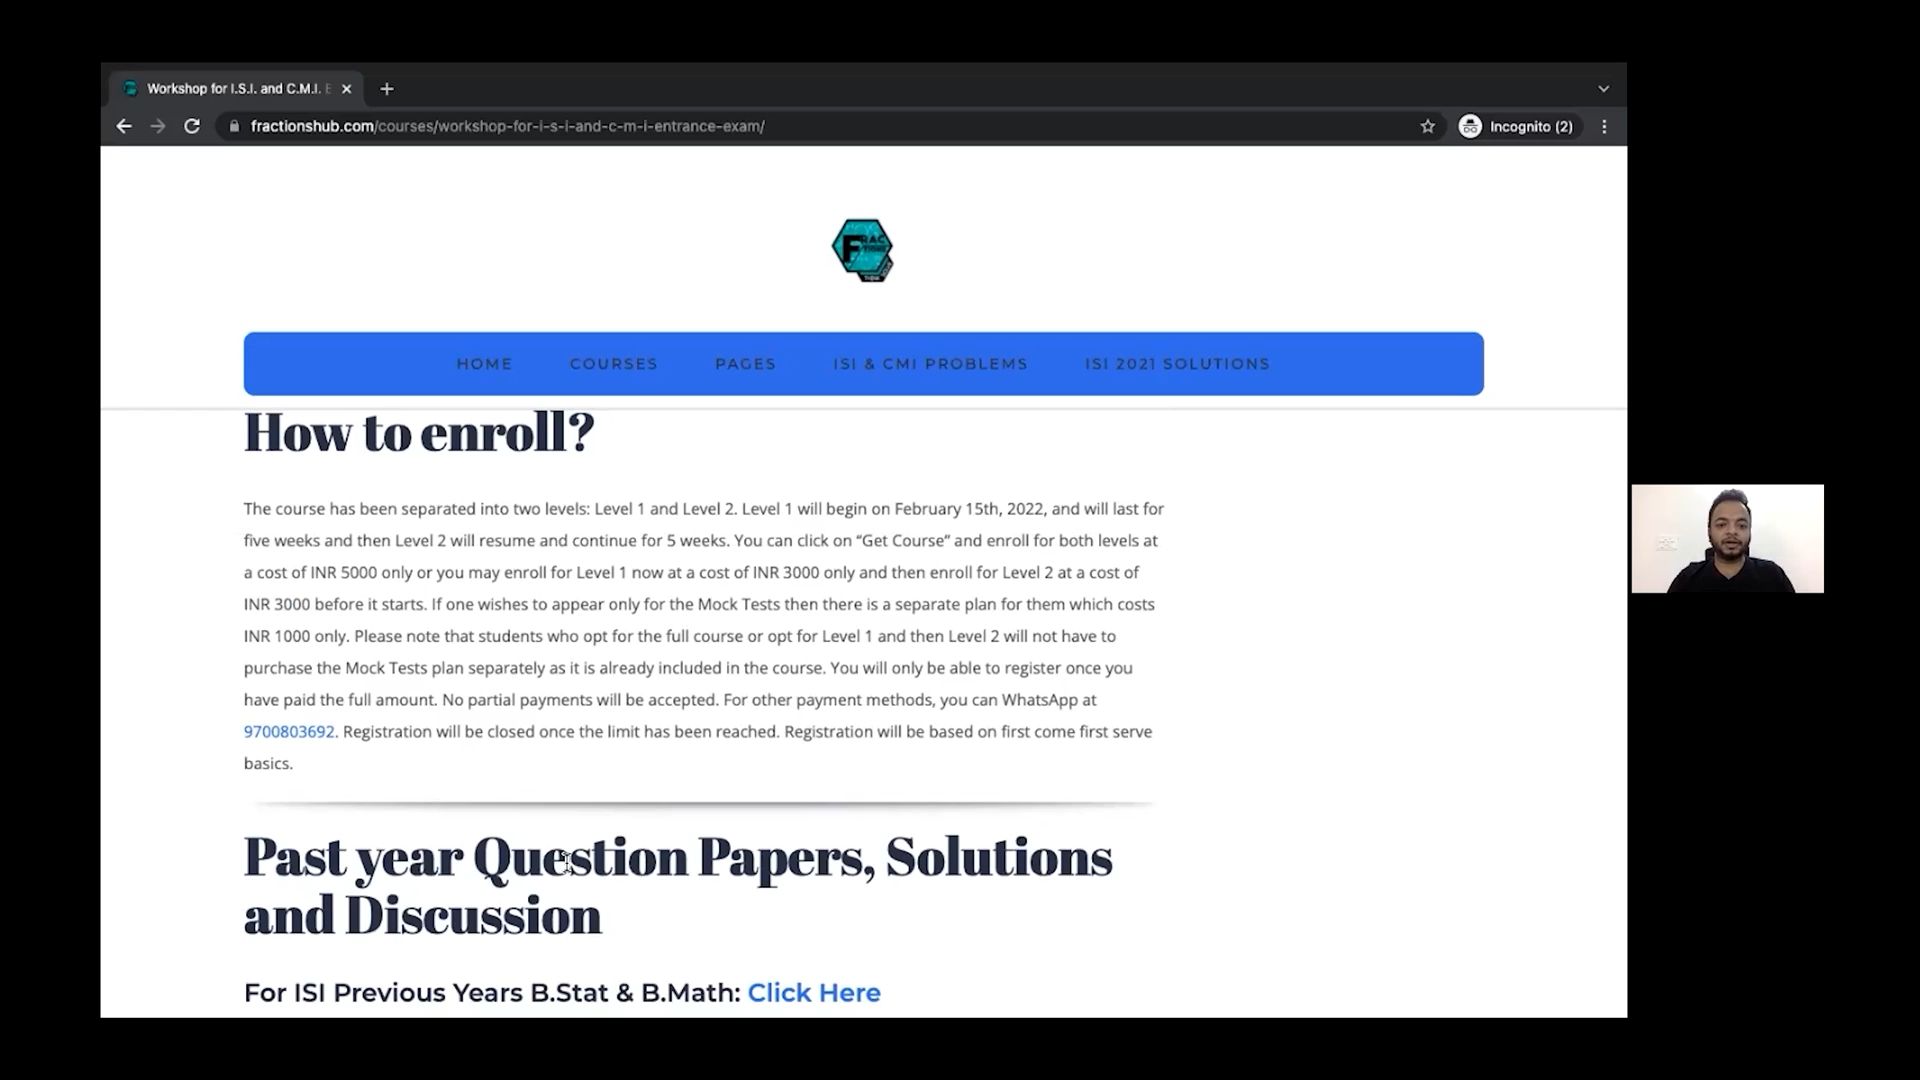 Workshop for I.S.I. and C.M.I. E
fractionshub.com/courses/workshop-for-i-s-i-and-c-m-i-entrance-exam/
Incognito (2)
HOME COURSES PAGES ISI & CMI PROBLEMS ISI 2021 SOLUTIONS
How to enroll?
The course has been separated into two levels: Level 1 and Level 2. Level 1 will begin on February 15th, 2022, and will last for
five weeks and then Level 2 will resume and continue for 5 weeks. You can click on “Get Course” and enroll for both levels at
a cost of INR 5000 only or you may enroll for Level 1 now at a cost of INR 3000 only and then enroll for Level 2 at a cost of
INR 3000 before it starts. If one wishes to appear only for the Mock Tests then there is a separate plan for them which costs
INR 1000 only. Please note that students who opt for the full course or opt for Level 1 and then Level 2 will not have to
purchase the Mock Tests plan separately as it is already included in the course. You will only be able to register once you
have paid the full amount. No partial payments will be accepted. For other payment methods, you can WhatsApp at
9700803692. Registration will be closed once the limit has been reached. Registration will be based on first come first serve
basics.
Past year Question Papers, Solutions
and Discussion
For ISI Previous Years B.Stat & B.Math: Click Here